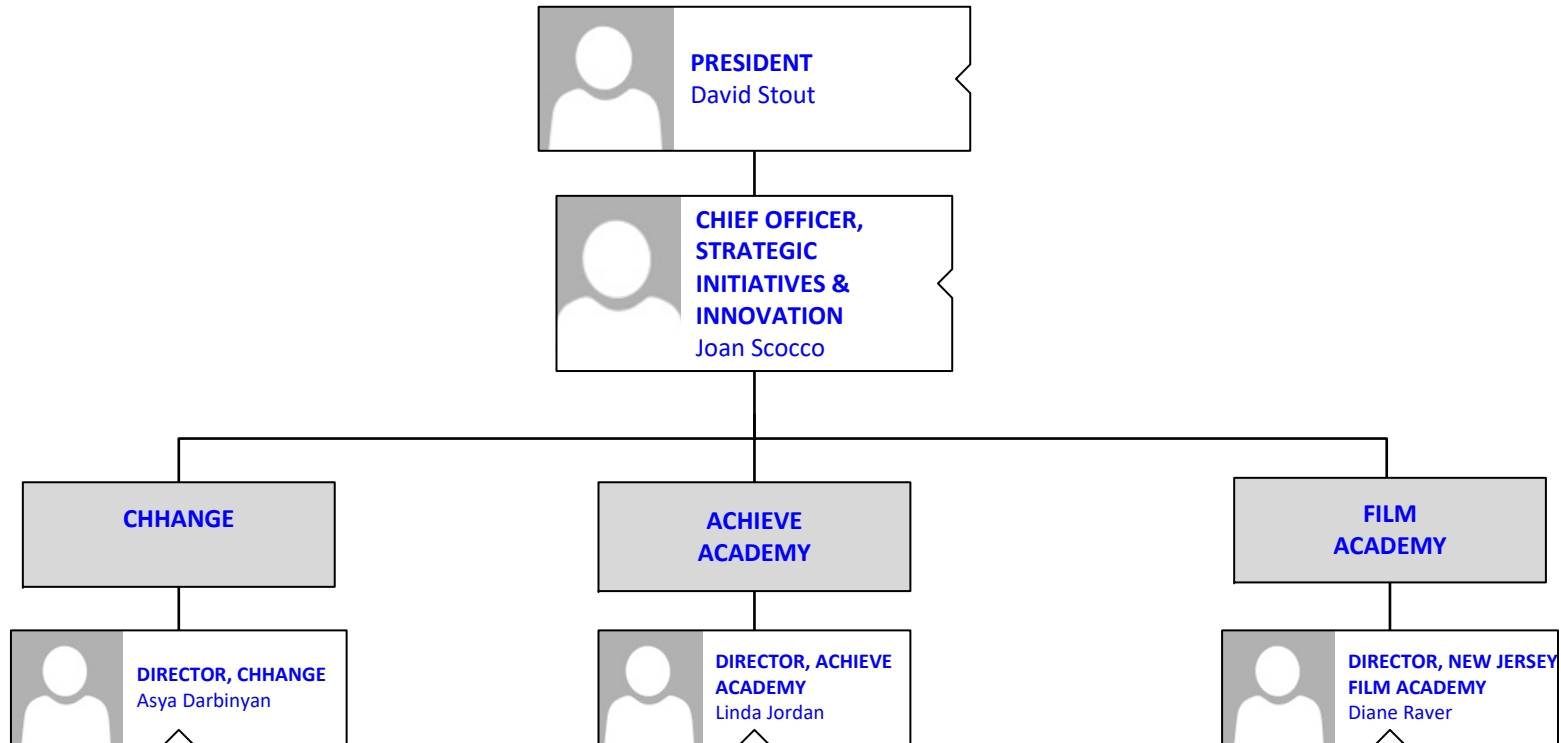 PRESIDENT
David Stout
CHIEF OFFICER,
STRATEGIC
INITIATIVES &
INNOVATION
Joan Scocco
CHHANGE
ACHIEVE
ACADEMY
FILM
ACADEMY
DIRECTOR, CHHANGE
Asya Darbinyan
DIRECTOR, ACHIEVE
ACADEMY
Linda Jordan
DIRECTOR, NEW JERSEY
FILM ACADEMY
Diane Raver